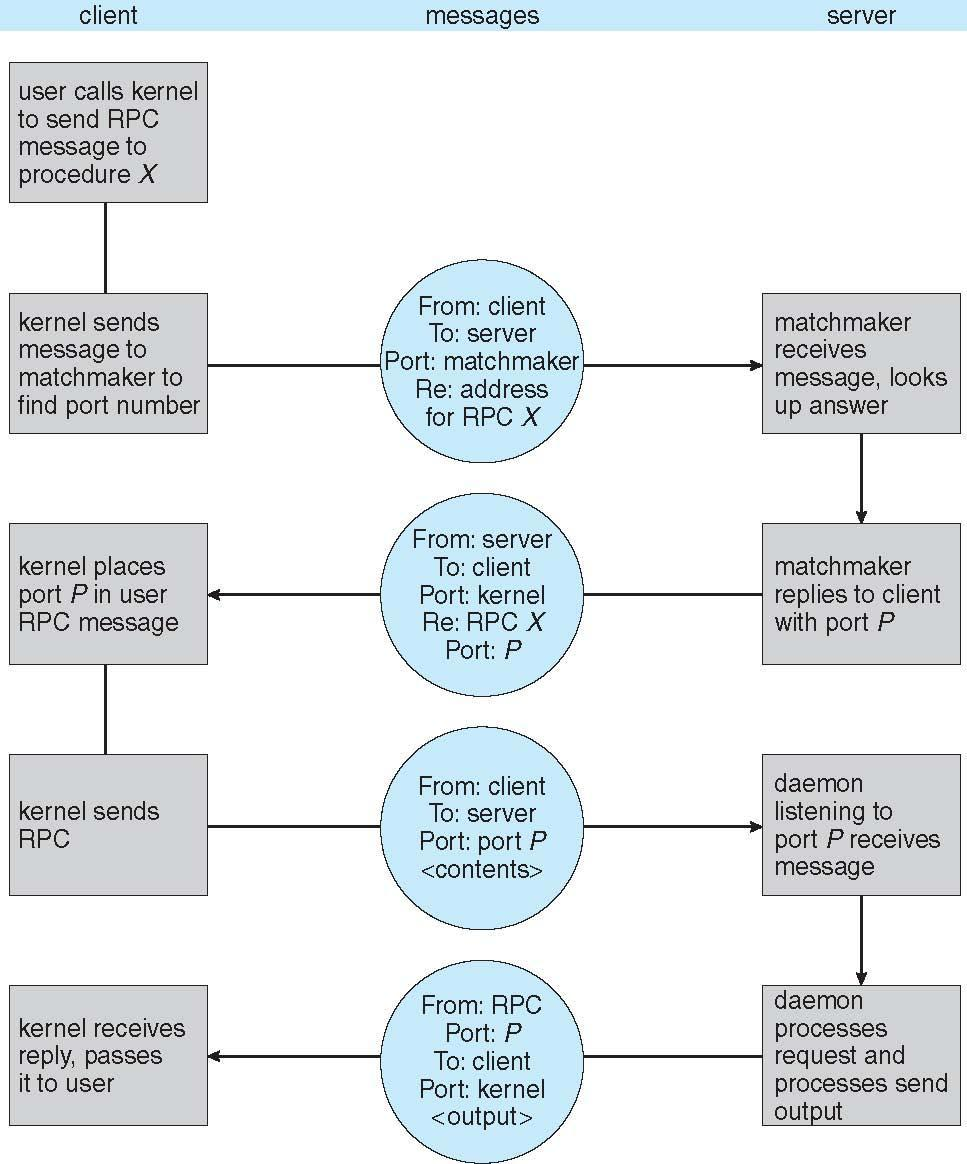 client
messages
server
user calls kernel
to send RPC
message to
procedure X
kernel sends
message to
matchmaker to
find port number
From: client
To: server
Port: matchmaker
Re: address
for RPC X
matchmaker
receives
message, looks
up answer
kernel places
port P in user
RPC message
From: server
To: client
Port: kernel
Re: RPC X
Port: P
matchmaker
replies to client
with port P
kernel sends
RPC
From: client
To: server
Port: port P
<contents>
daemon
listening to
port P receives
message
kernel receives
reply, passes
it to user
From: RPC
Port: P
To: client
Port: kernel
<output>
daemon
processes
request and
processes send
output